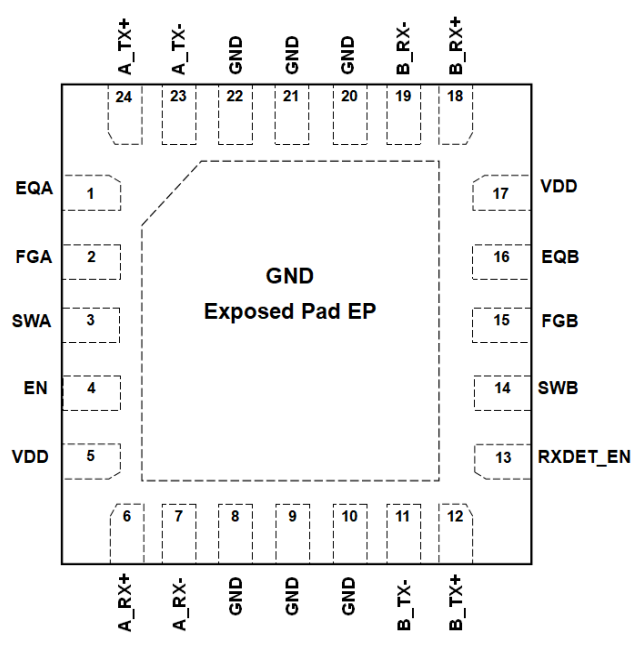 A_TX+ A_TX- GND GND GND B_RX- B_RX+
24 23 22 21 20 19 18
EQA 1 17 VDD
FGA 2 16 EQB
GND
Exposed Pad EP
SWA 3 15 FGB
EN 4 14 SWB
VDD 5 13 RXDET_EN
6 7 8 9 10 11 12
A_RX+ A_RX- GND GND GND B_TX- B_TX+